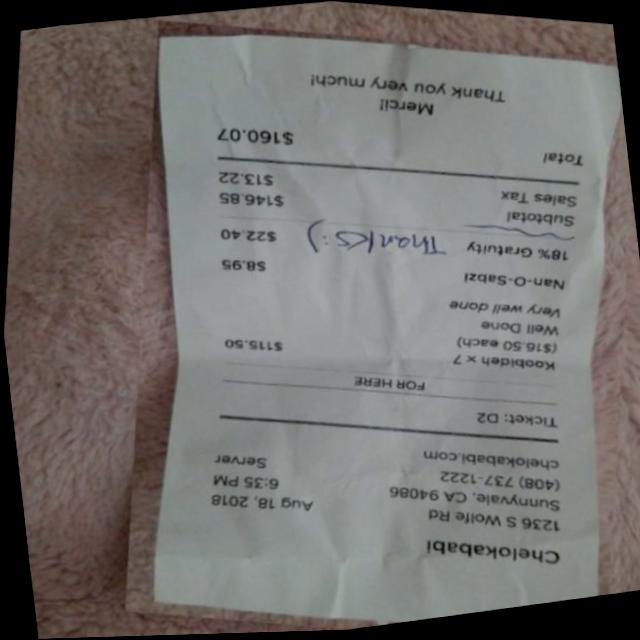 Chelokababi
1236 S Wolfe Rd
Sunnyvale, CA 94086
(408) 737-1222
chelokababi.com
Aug 18, 2018
6:35 PM
Server
Ticket: D2
FOR HERE
Koobideh x 7 $115.50
($16.50 each)
Well Done
Very well done
Nan-O-Sabzi $8.95
18% Gratuity $22.40
Thanks :)
Subtotal $146.85
Sales Tax $13.22
Total $160.07
Merci!
Thank you very much!